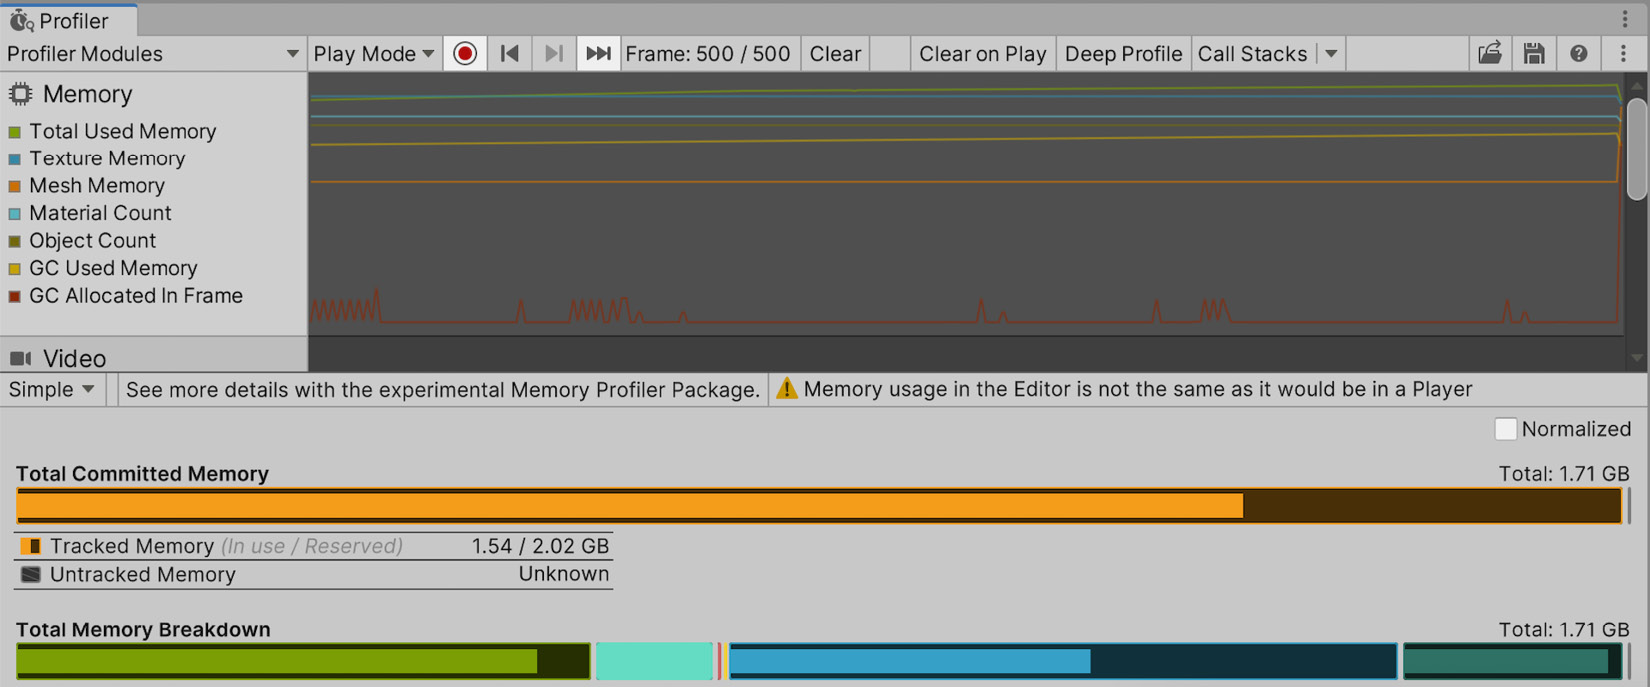 Profiler
Profiler Modules Play Mode Frame: 500 / 500 Clear Clear on Play Deep Profile Call Stacks
Memory
Total Used Memory
Texture Memory
Mesh Memory
Material Count
Object Count
GC Used Memory
GC Allocated In Frame
Video
Simple See more details with the experimental Memory Profiler Package. Memory usage in the Editor is not the same as it would be in a Player
Normalized
Total Committed Memory Total: 1.71 GB
Tracked Memory (In use / Reserved) 1.54 / 2.02 GB
Untracked Memory Unknown
Total Memory Breakdown Total: 1.71 GB